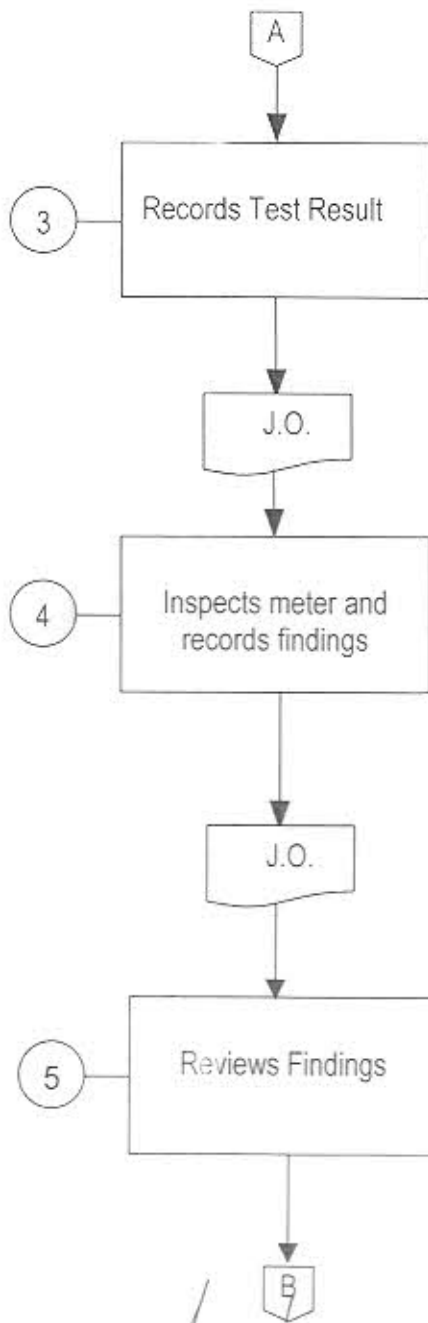 A
3
Records Test Result
J.O.
4
Inspects meter and
records findings
J.O.
5
Reviews Findings
B